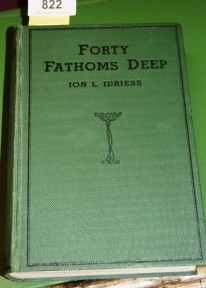 822
FORTY
FATHOMS DEEP
ION L. IDRIESS